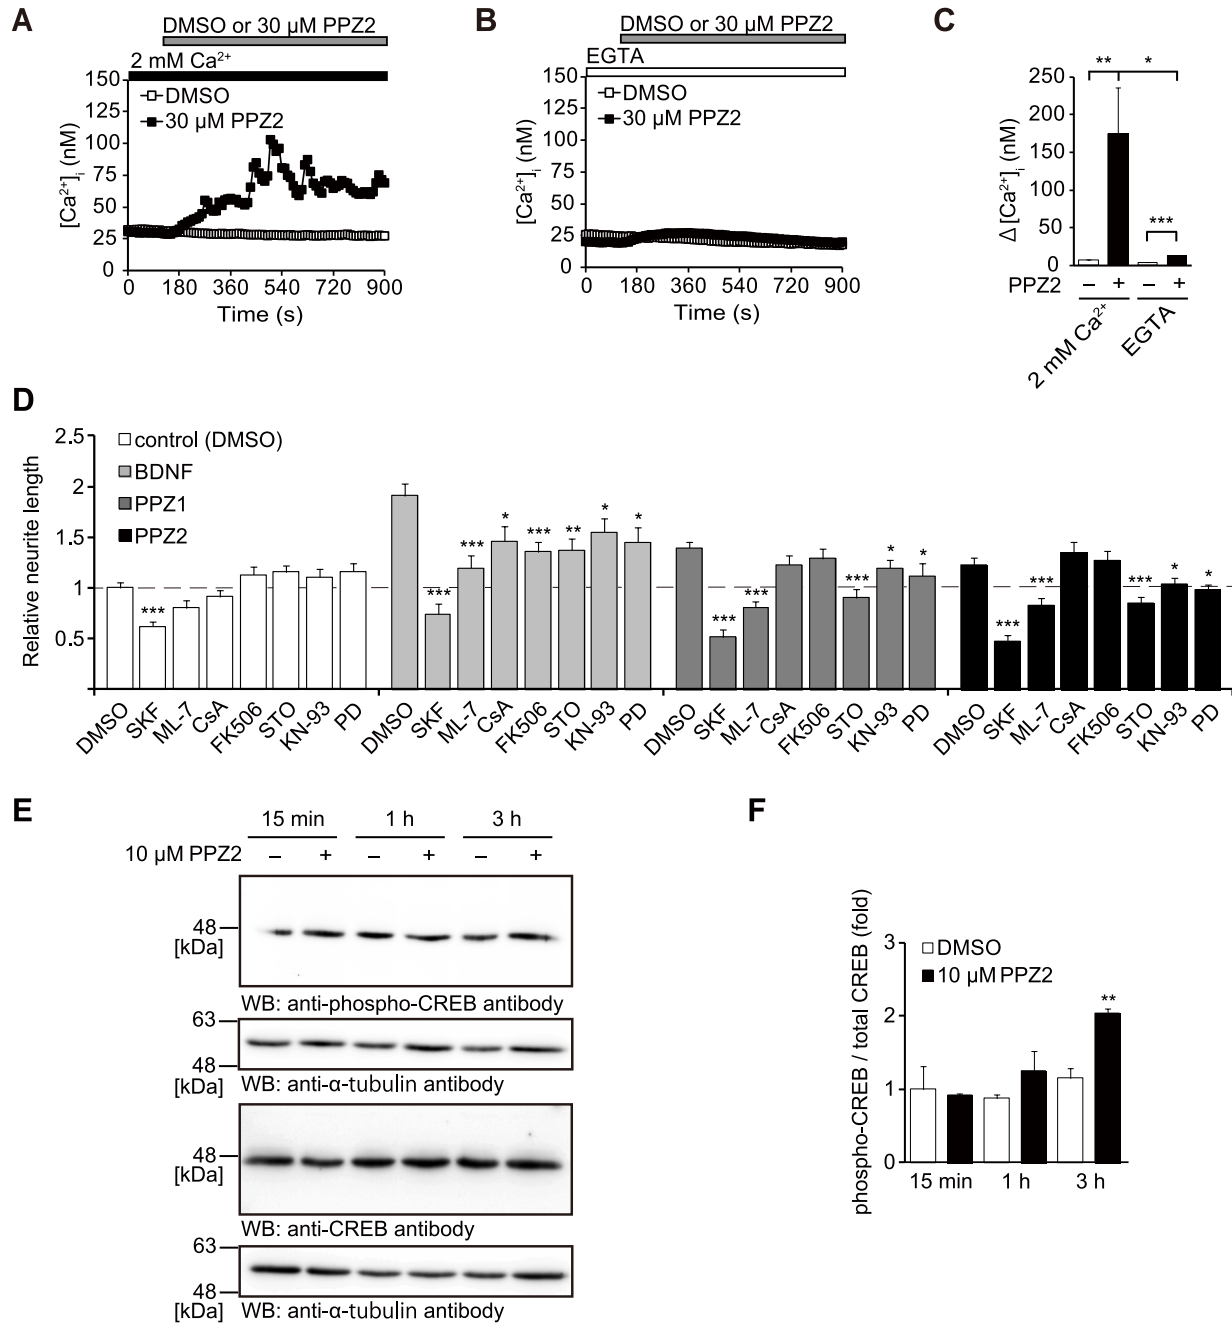 A
DMSO or 30 µM PPZ2
2 mM Ca²⁺
150
125
100
75
50
25
0
DMSO
30 µM PPZ2
[Ca²⁺]i (nM)
0 180 360 540 720 900
Time (s)
B
DMSO or 30 µM PPZ2
EGTA
150
125
100
75
50
25
0
DMSO
30 µM PPZ2
[Ca²⁺]i (nM)
0 180 360 540 720 900
Time (s)
C
** *
250
200
150
100
50
0
***
Δ [Ca²⁺]i (nM)
PPZ2 – + – +
2 mM Ca²⁺ EGTA
D
2.5
2
1.5
1
0.5
Relative neurite length
control (DMSO)
BDNF
PPZ1
PPZ2
***
*** *** * *** ** * *
*** *** *** * *
*** *** *** * *
DMSO SKF ML-7 CsA FK506 STO KN-93 PD DMSO SKF ML-7 CsA FK506 STO KN-93 PD DMSO SKF ML-7 CsA FK506 STO KN-93 PD DMSO SKF ML-7 CsA FK506 STO KN-93 PD
E
15 min 1 h 3 h
10 µM PPZ2 – + – + – +
48
[kDa]
WB: anti-phospho-CREB antibody
63
48
[kDa] WB: anti-α-tubulin antibody
48
[kDa]
WB: anti-CREB antibody
63
48
[kDa] WB: anti-α-tubulin antibody
F
3
2
1
0
phospho-CREB / total CREB (fold)
DMSO
10 µM PPZ2
**
15 min 1 h 3 h